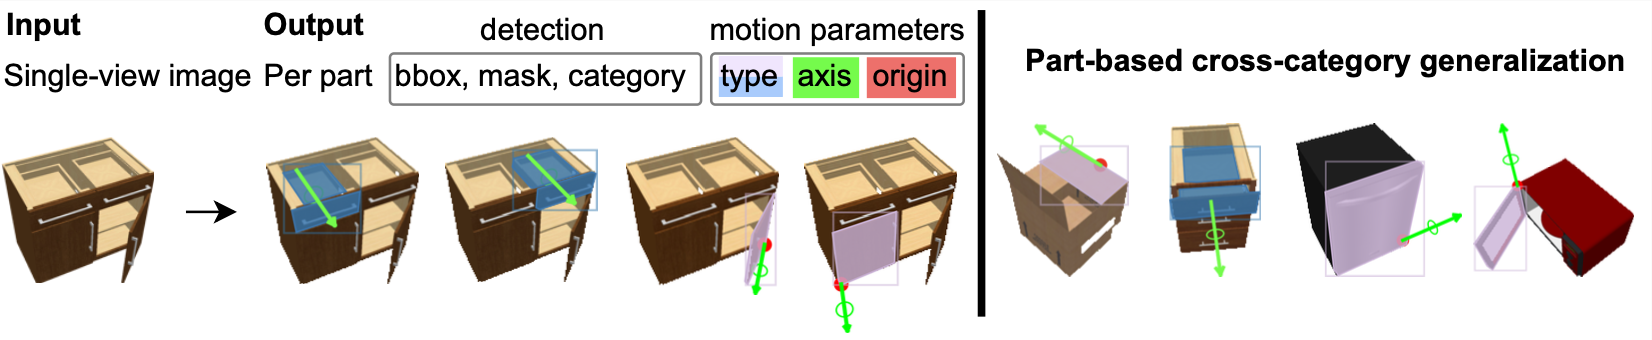 Input
Output
detection
motion parameters
Single-view image
Per part
bbox, mask, category
type
axis
origin
Part-based cross-category generalization